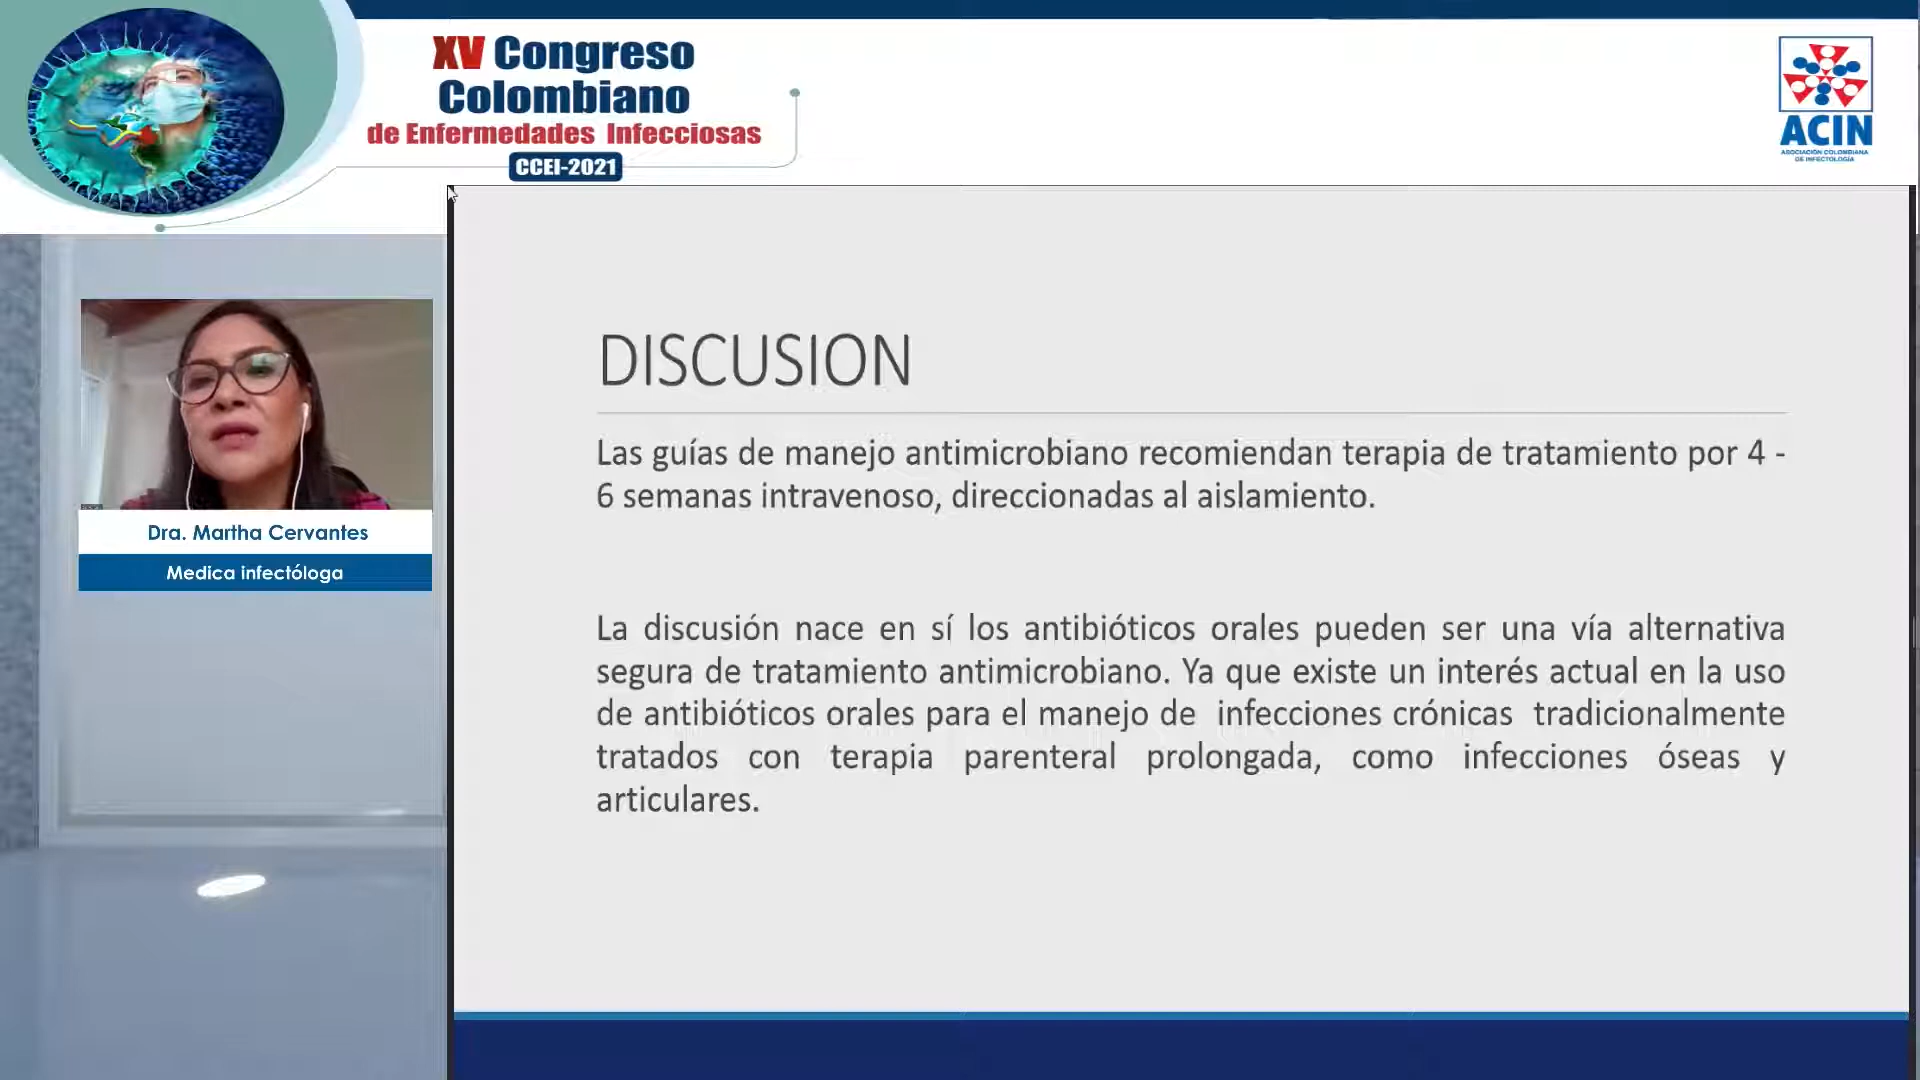 XV Congreso
Colombiano
de Enfermedades Infecciosas
CCEI-2021
ACIN
ASOCIACIÓN COLOMBIANA
DE INFECTOLOGÍA
Dra. Martha Cervantes
Medica infectóloga
DISCUSION
Las guías de manejo antimicrobiano recomiendan terapia de tratamiento por 4 -
6 semanas intravenoso, direccionadas al aislamiento.
La discusión nace en sí los antibióticos orales pueden ser una vía alternativa
segura de tratamiento antimicrobiano. Ya que existe un interés actual en la uso
de antibióticos orales para el manejo de infecciones crónicas tradicionalmente
tratados con terapia parenteral prolongada, como infecciones óseas y
articulares.